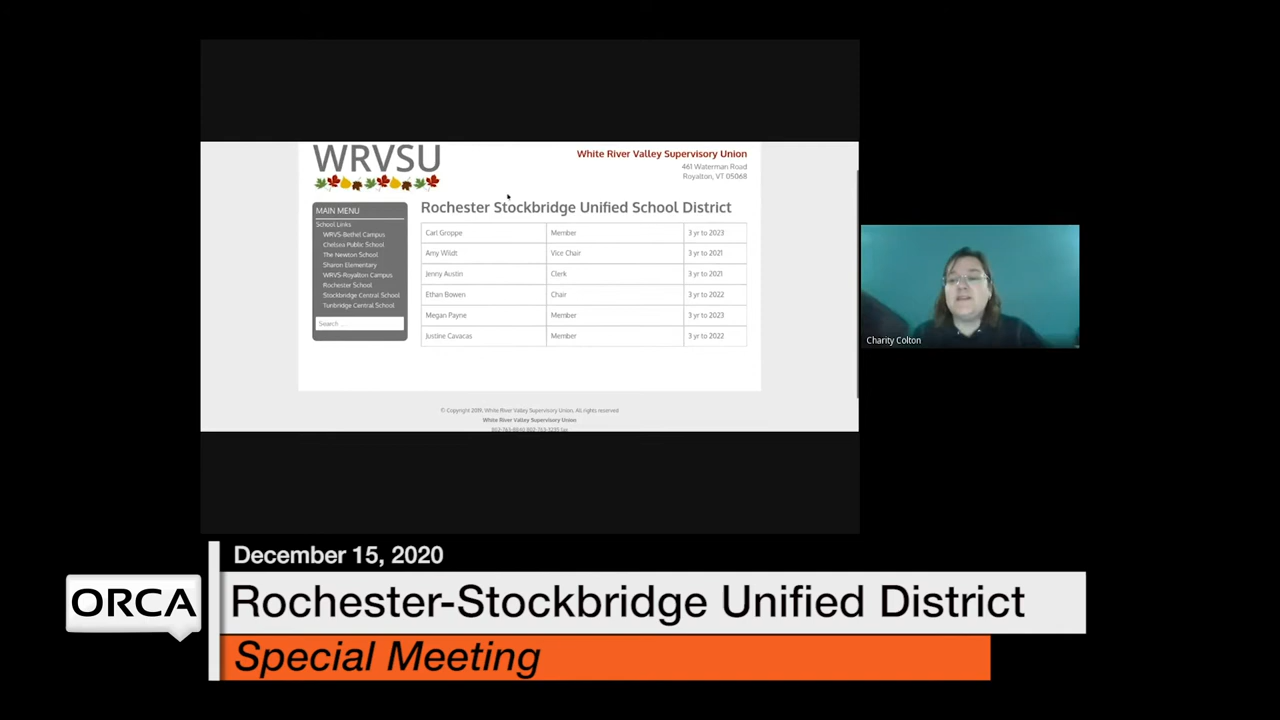 WRVSU
White River Valley Supervisory Union
461 Waterman Road
Royalton, VT 05068
MAIN MENU
School Links
WRVS-Bethel Campus
Chelsea Public School
The Newton School
Sharon Elementary
WRVS-Royalton Campus
Rochester School
Stockbridge Central School
Tunbridge Central School
Search ...
Rochester Stockbridge Unified School District
Carl Groppe Member 3 yr to 2023
Amy Wildt Vice Chair 3 yr to 2021
Jenny Austin Clerk 3 yr to 2021
Ethan Bowen Chair 3 yr to 2022
Megan Payne Member 3 yr to 2023
Justine Cavacas Member 3 yr to 2022
© Copyright 2019. White River Valley Supervisory Union, All rights reserved
White River Valley Supervisory Union
Charity Colton
December 15, 2020
ORCA
Rochester-Stockbridge Unified District
Special Meeting